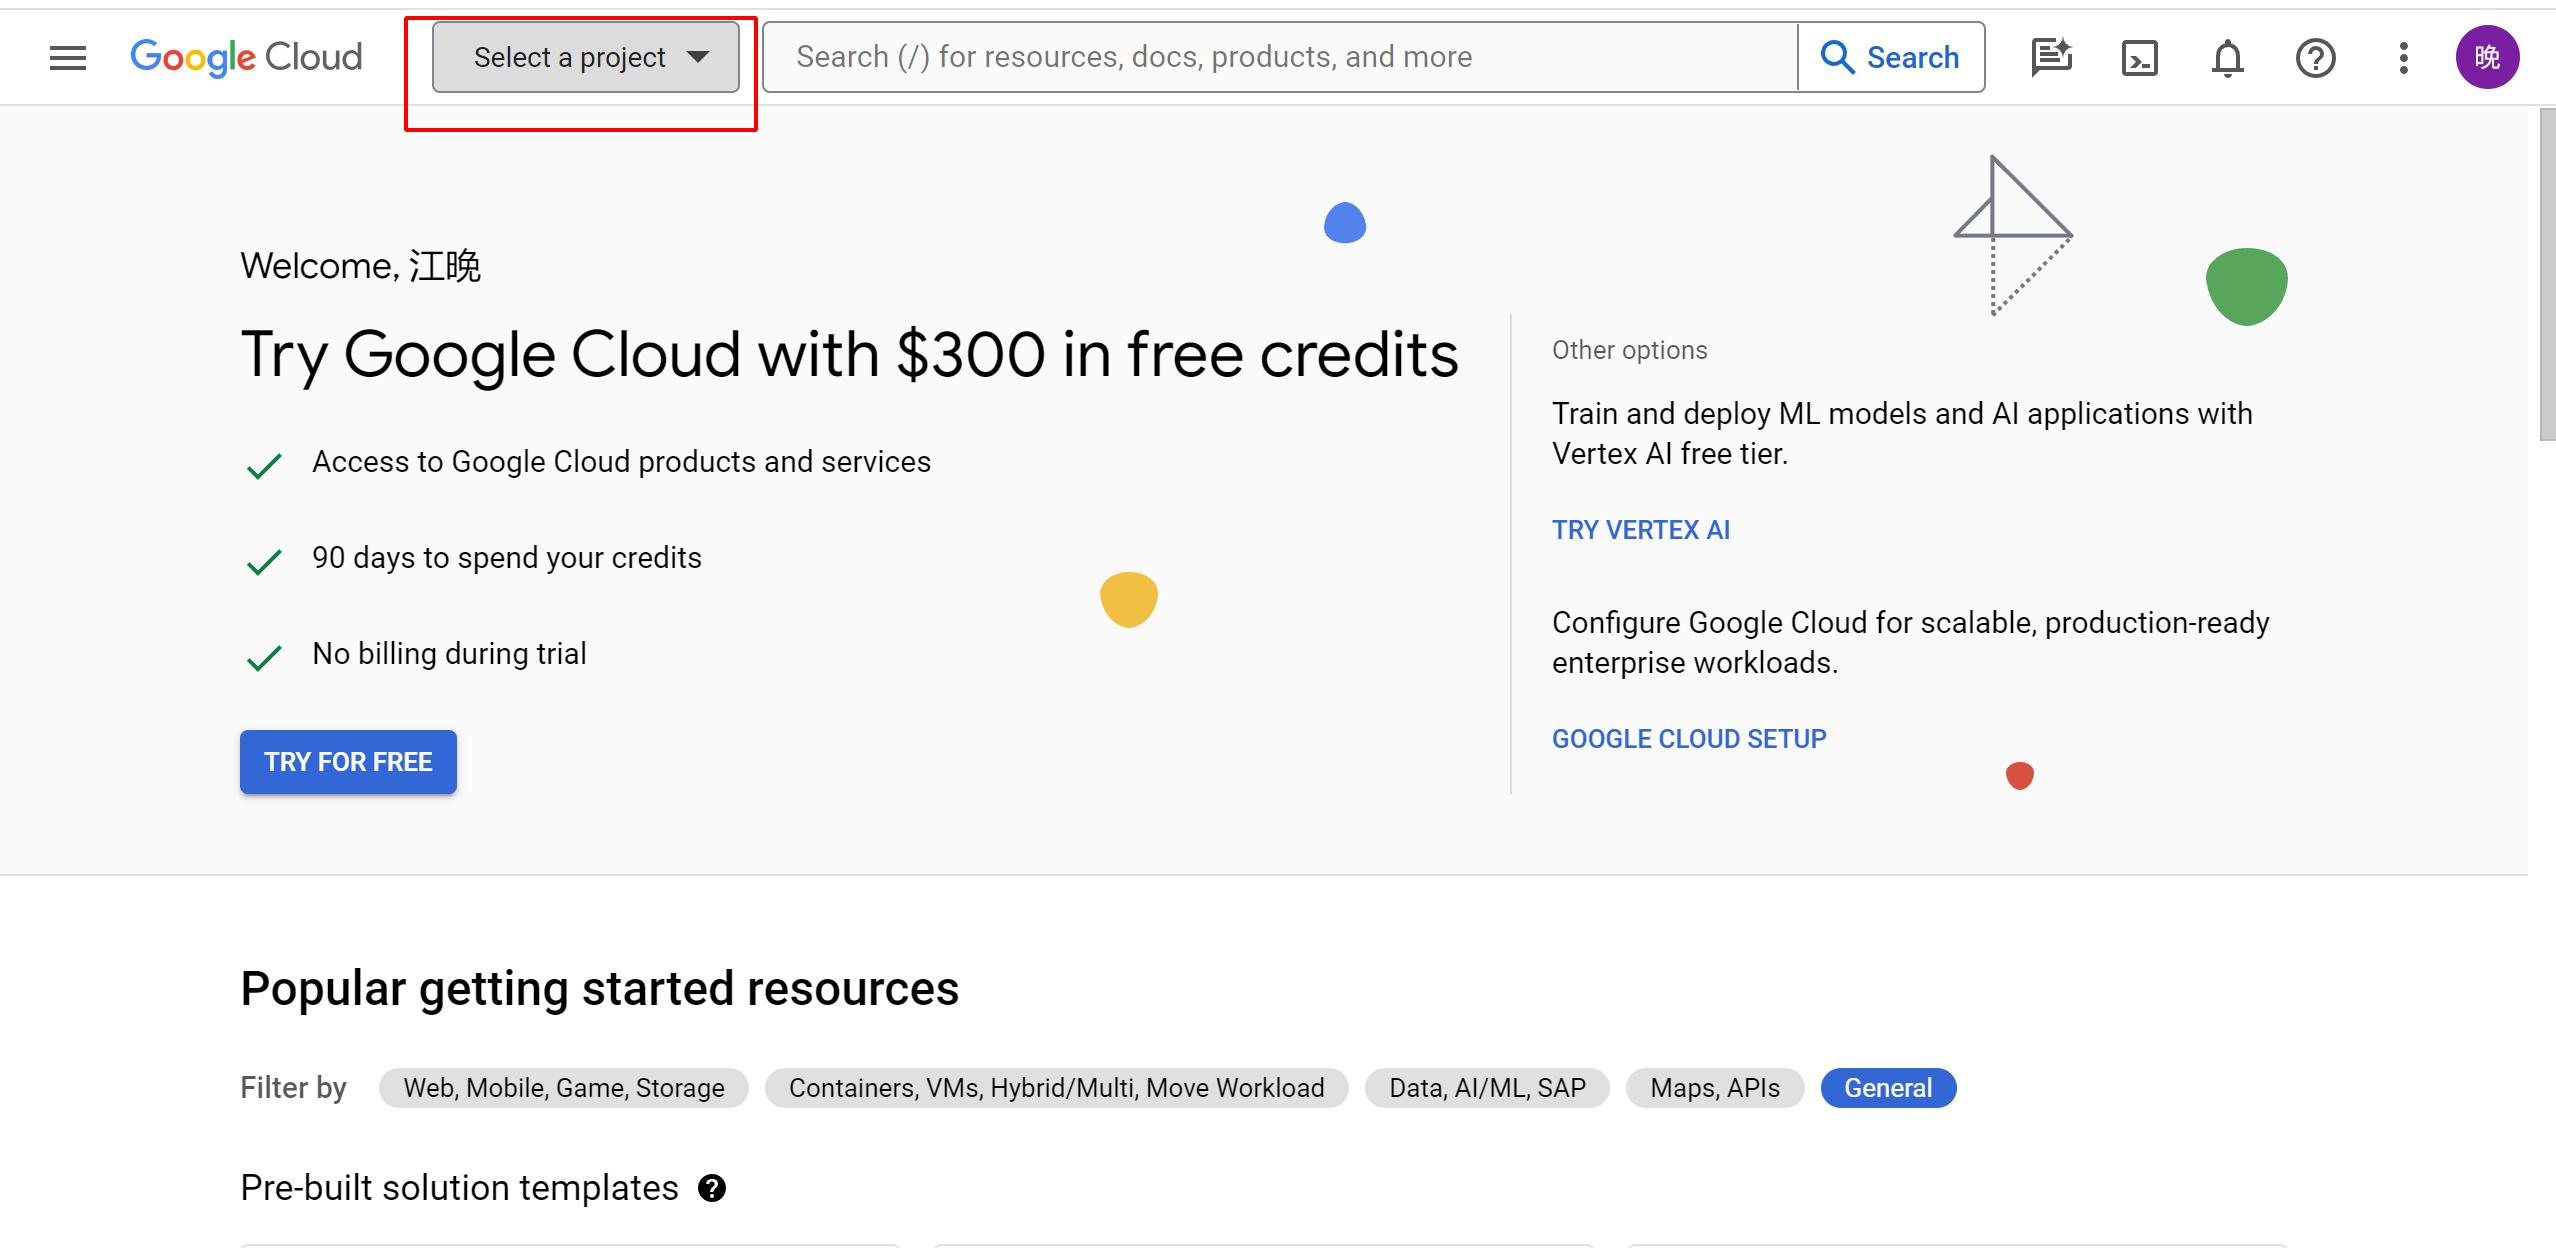 Google Cloud
Select a project
Search (/) for resources, docs, products, and more
Search
晚
Welcome, 江晚
Try Google Cloud with $300 in free credits
Access to Google Cloud products and services
90 days to spend your credits
No billing during trial
TRY FOR FREE
Other options
Train and deploy ML models and AI applications with
Vertex AI free tier.
TRY VERTEX AI
Configure Google Cloud for scalable, production-ready
enterprise workloads.
GOOGLE CLOUD SETUP
Popular getting started resources
Filter by
Web, Mobile, Game, Storage
Containers, VMs, Hybrid/Multi, Move Workload
Data, AI/ML, SAP
Maps, APIs
General
Pre-built solution templates